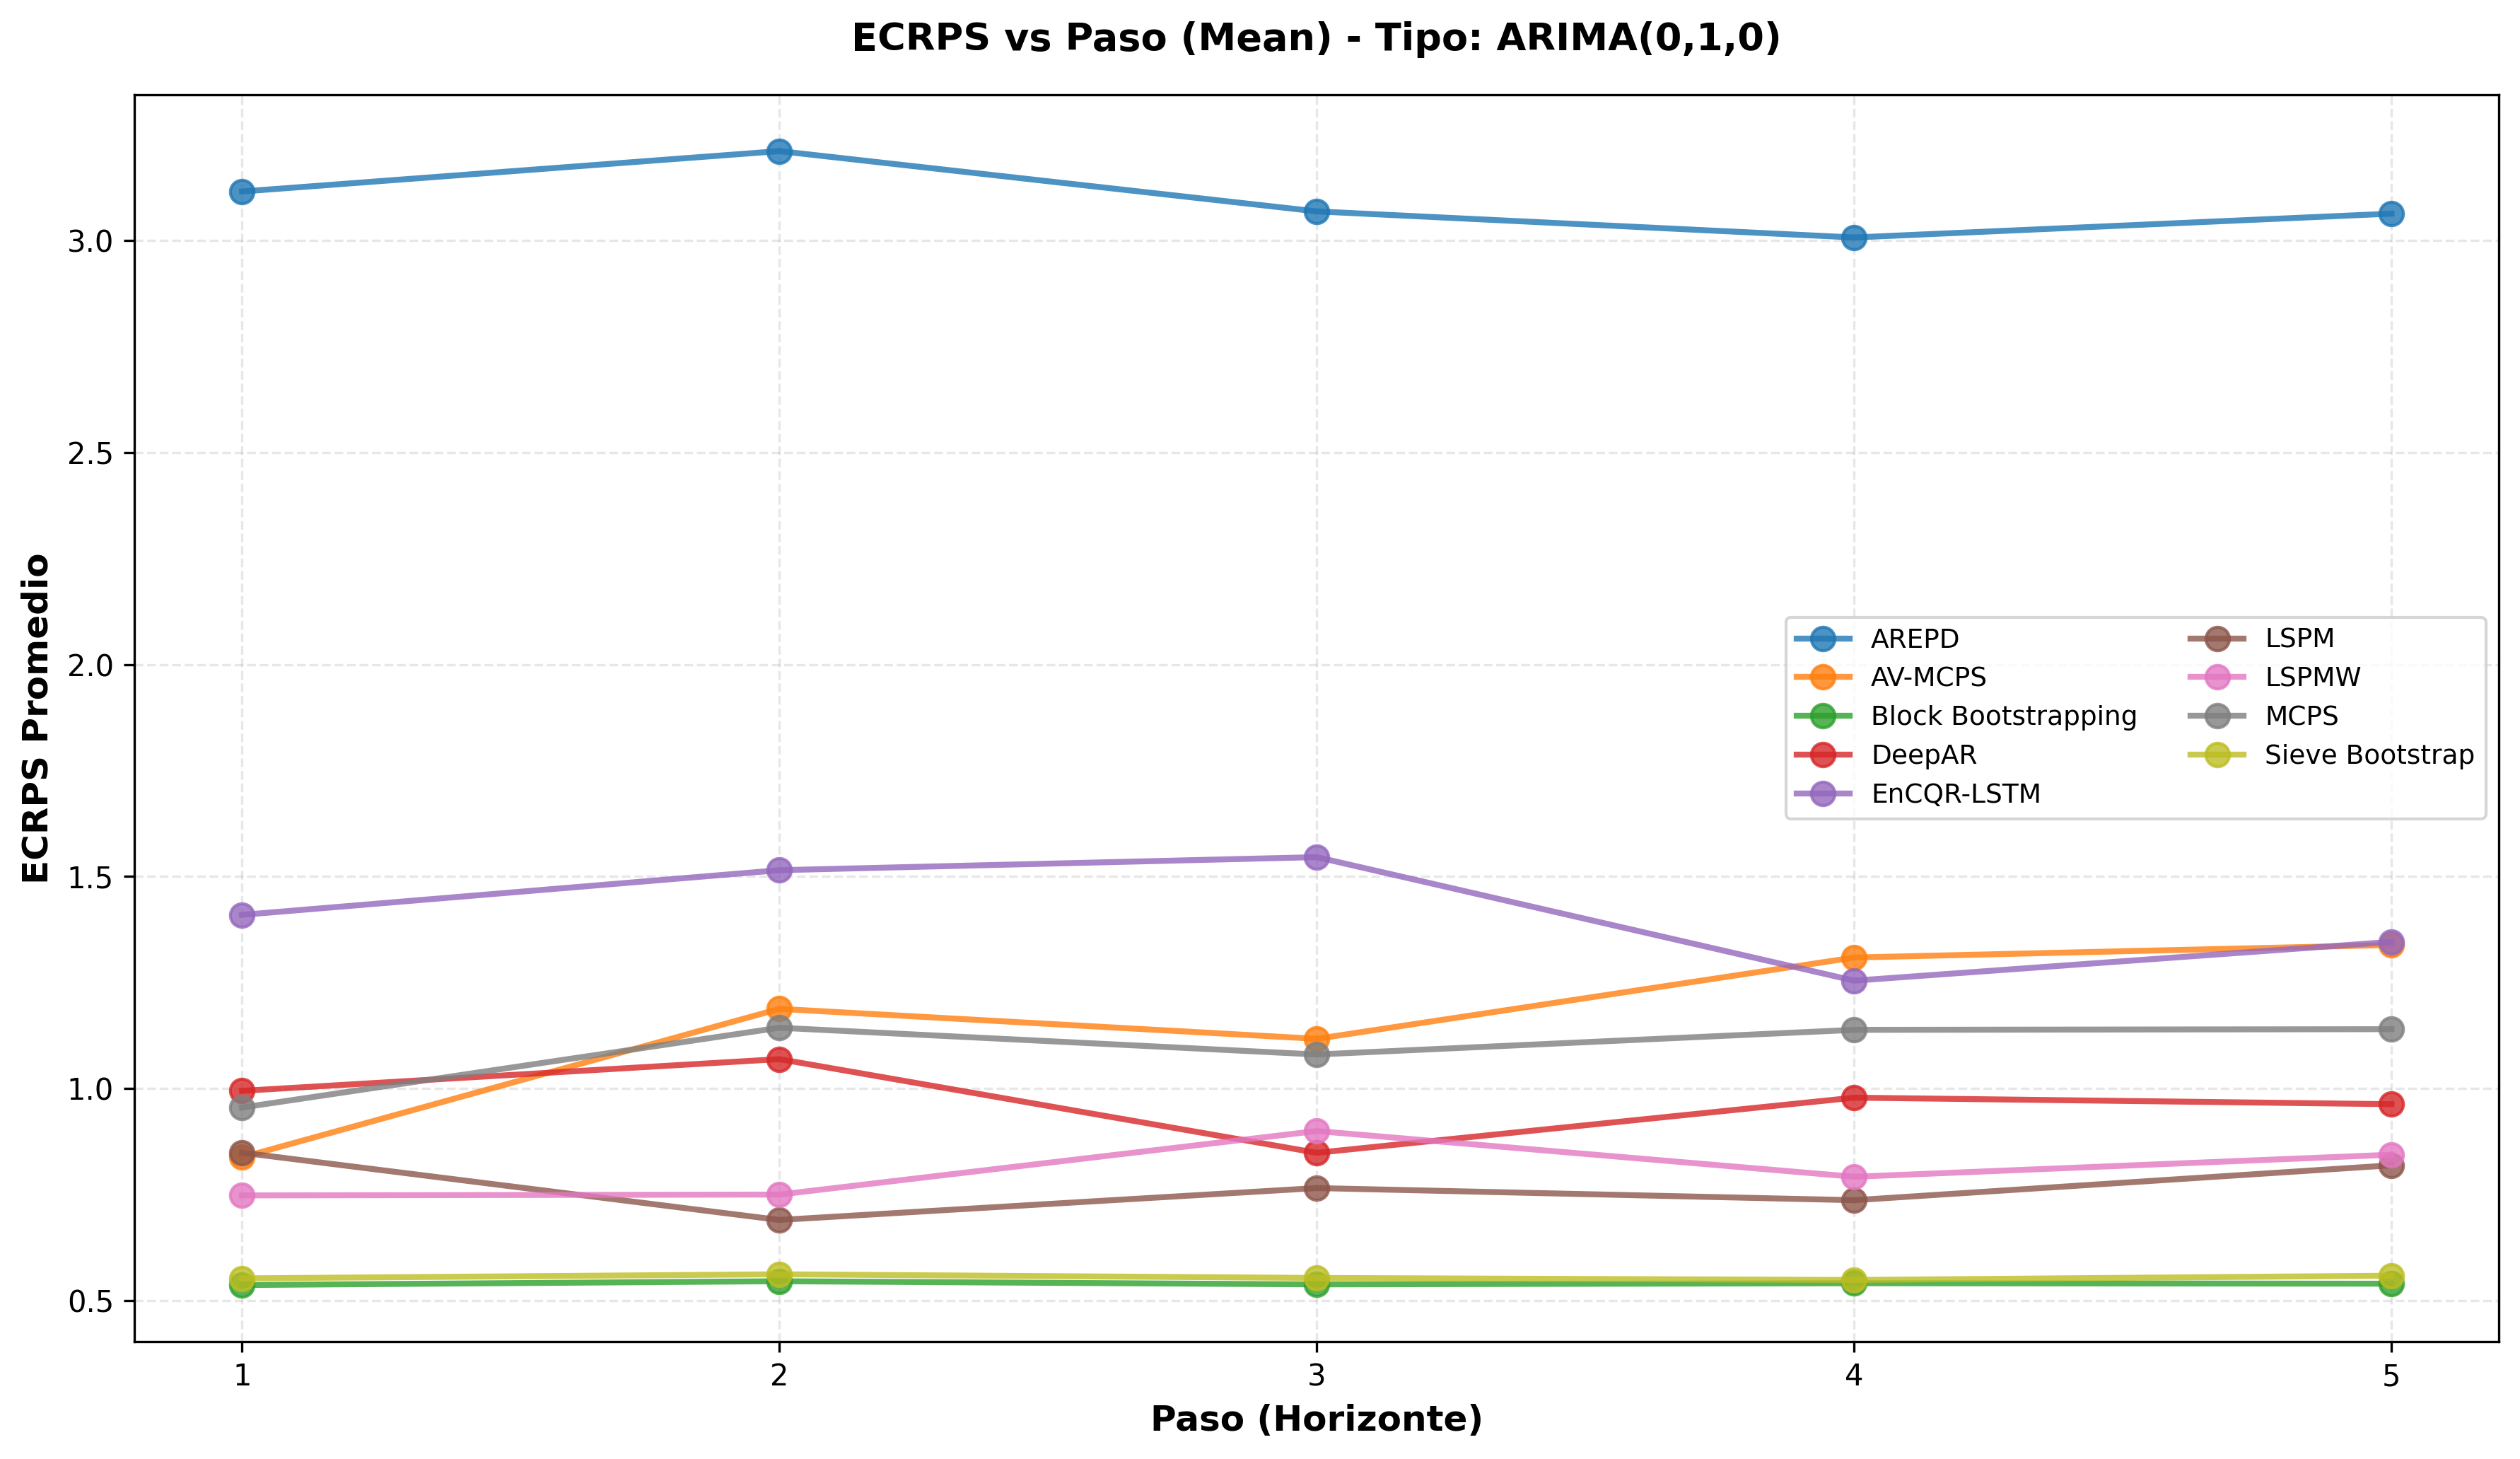 ECRPS vs Paso (Mean) - Tipo: ARIMA(0,1,0)
ECRPS Promedio
3.0
2.5
2.0
1.5
1.0
0.5
AREPD
AV-MCPS
Block Bootstrapping
DeepAR
EnCQR-LSTM
LSPM
LSPMW
MCPS
Sieve Bootstrap
1 2 3 4 5
Paso (Horizonte)